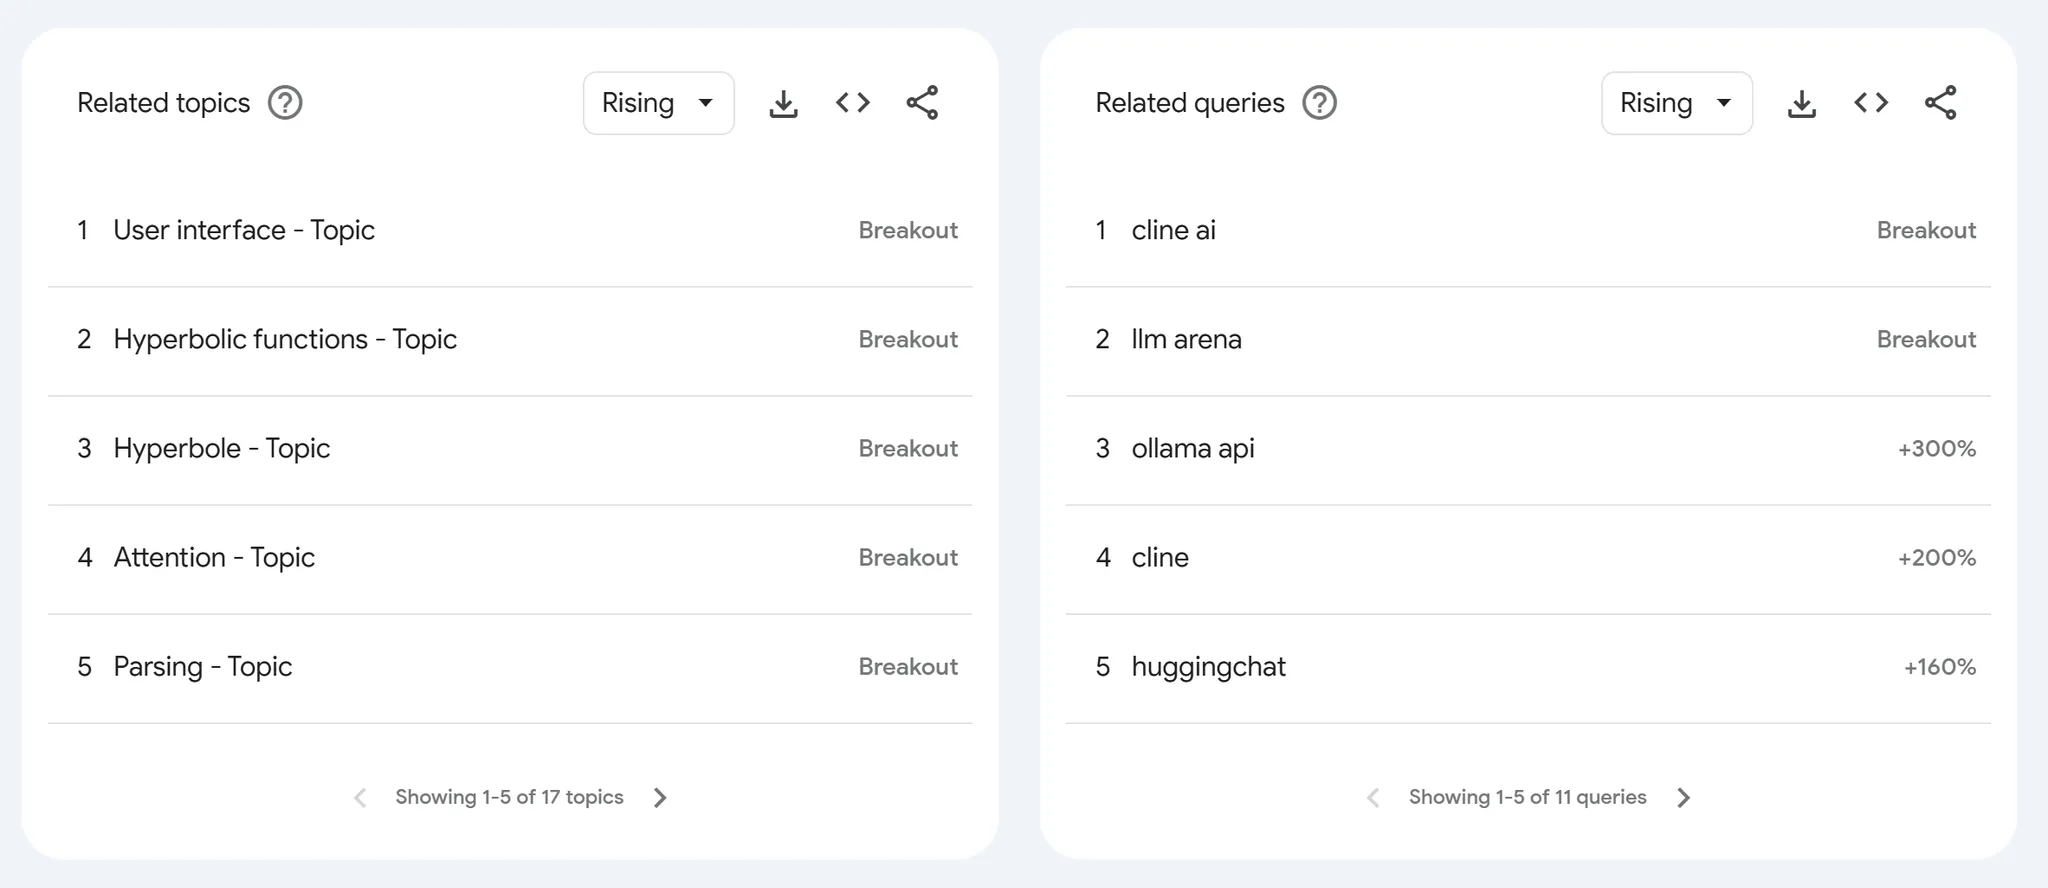 Related topics
Rising
1 User interface - Topic Breakout
2 Hyperbolic functions - Topic Breakout
3 Hyperbole - Topic Breakout
4 Attention - Topic Breakout
5 Parsing - Topic Breakout
Showing 1-5 of 17 topics
Related queries
Rising
1 cline ai Breakout
2 llm arena Breakout
3 ollama api +300%
4 cline +200%
5 huggingchat +160%
Showing 1-5 of 11 queries